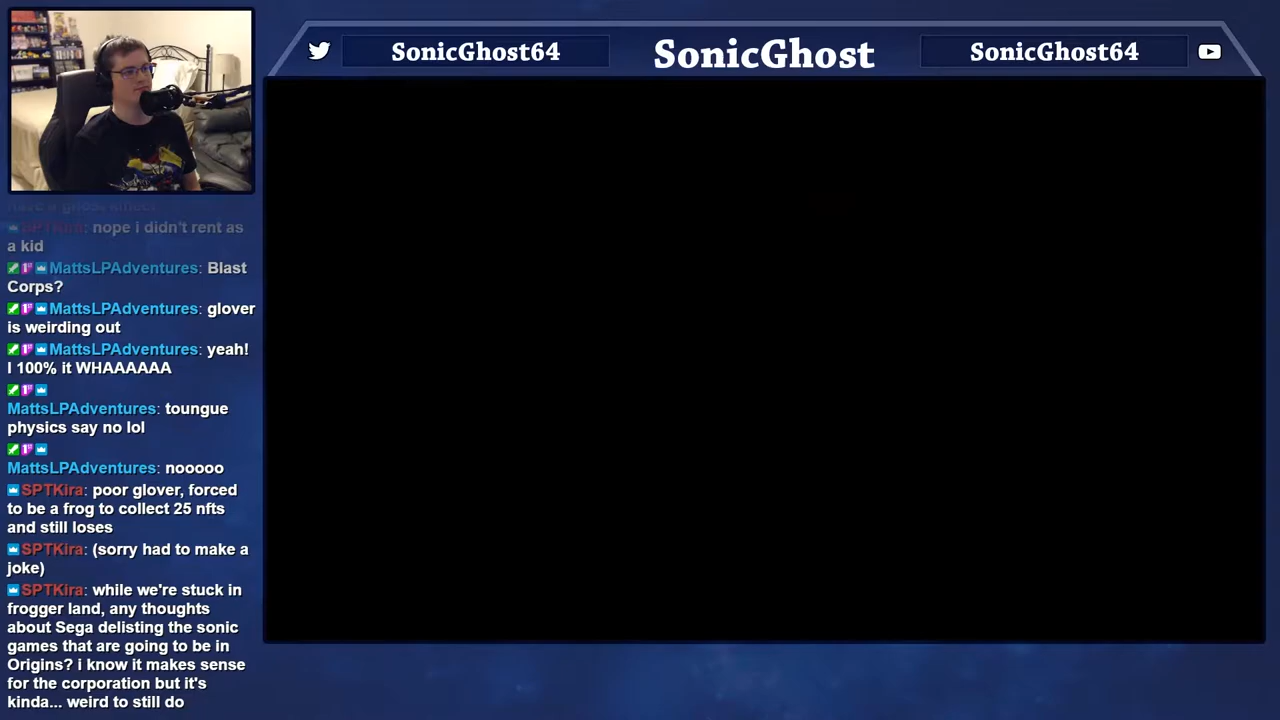 SonicGhost64
SonicGhost
SonicGhost64
nope i didn't rent as
a kid
MattsLPAdventures: Blast
Corps?
MattsLPAdventures: glover
is weirding out
MattsLPAdventures: yeah!
I 100% it WHAAAAAA
MattsLPAdventures: toungue
physics say no lol
MattsLPAdventures: nooooo
SPTKira: poor glover, forced
to be a frog to collect 25 nfts
and still loses
SPTKira: (sorry had to make a
joke)
SPTKira: while we're stuck in
frogger land, any thoughts
about Sega delisting the sonic
games that are going to be in
Origins? i know it makes sense
for the corporation but it's
kinda... weird to still do